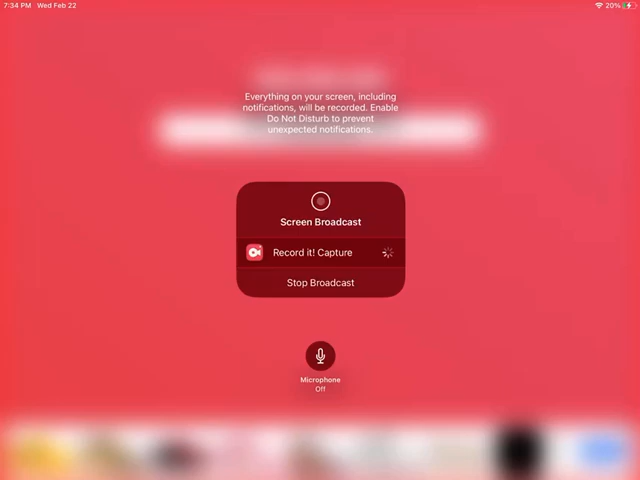 7:34 PM Wed Feb 22
20%
Everything on your screen, including
notifications, will be recorded. Enable
Do Not Disturb to prevent
unexpected notifications.
Screen Broadcast
Record it! Capture
Stop Broadcast
Microphone
Off